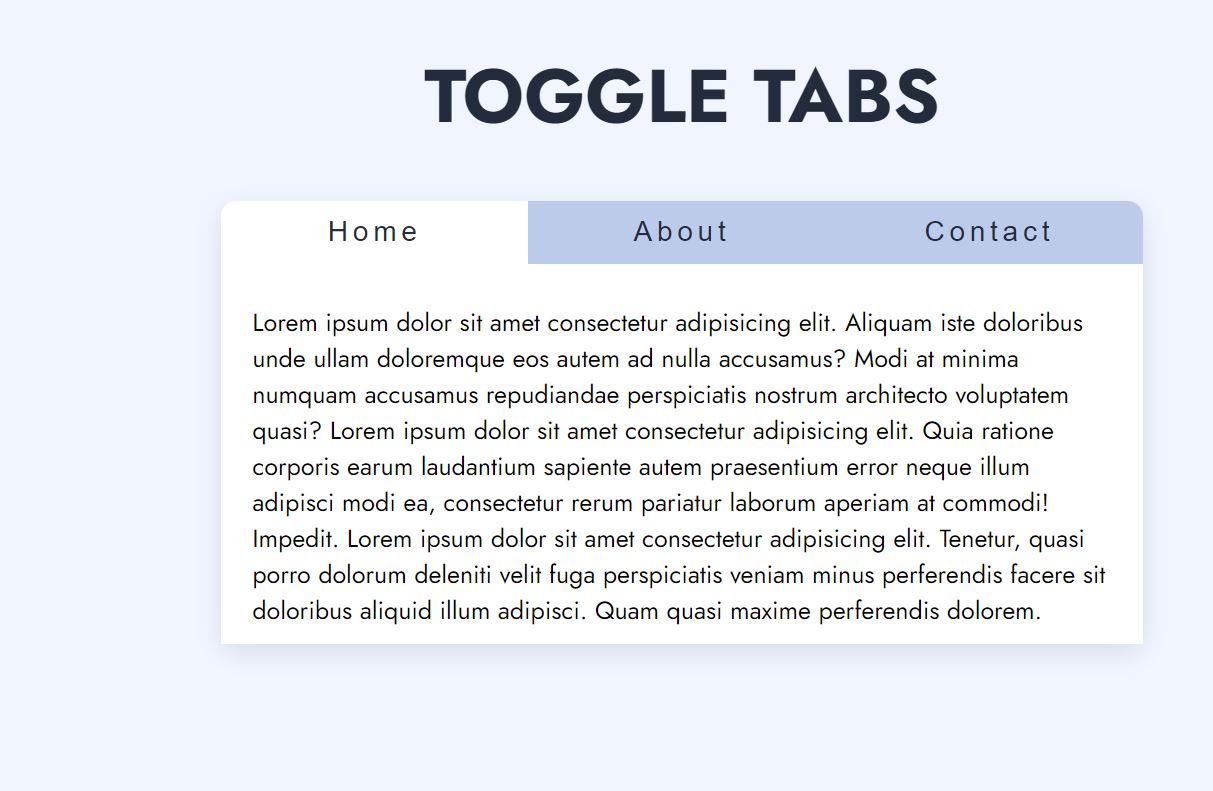 TOGGLE TABS
Home About Contact
Lorem ipsum dolor sit amet consectetur adipisicing elit. Aliquam iste doloribus
unde ullam doloremque eos autem ad nulla accusamus? Modi at minima
numquam accusamus repudiandae perspiciatis nostrum architecto voluptatem
quasi? Lorem ipsum dolor sit amet consectetur adipisicing elit. Quia ratione
corporis earum laudantium sapiente autem praesentium error neque illum
adipisci modi ea, consectetur rerum pariatur laborum aperiam at commodi!
Impedit. Lorem ipsum dolor sit amet consectetur adipisicing elit. Tenetur, quasi
porro dolorum deleniti velit fuga perspiciatis veniam minus perferendis facere sit
doloribus aliquid illum adipisci. Quam quasi maxime perferendis dolorem.